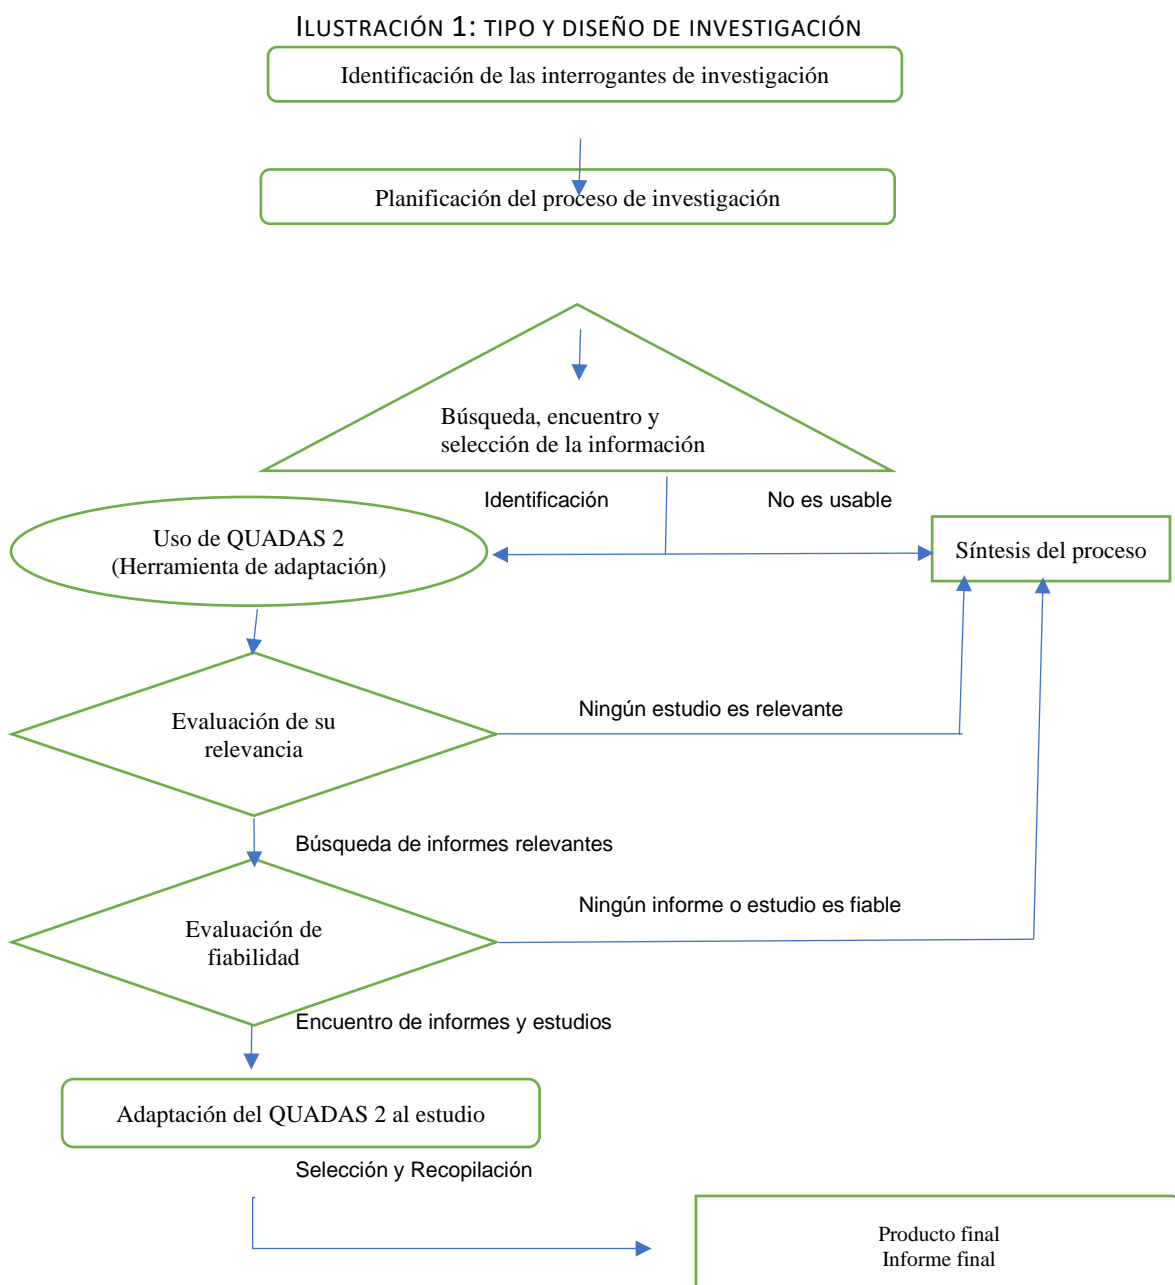 ILUSTRACIÓN 1: TIPO Y DISEÑO DE INVESTIGACIÓN
Identificación de las interrogantes de investigación
Planificación del proceso de investigación
Búsqueda, encuentro y
selección de la información
Identificación
No es usable
Uso de QUADAS 2
(Herramienta de adaptación)
Síntesis del proceso
Evaluación de su
relevancia
Ningún estudio es relevante
Búsqueda de informes relevantes
Evaluación de
fiabilidad
Ningún informe o estudio es fiable
Encuentro de informes y estudios
Adaptación del QUADAS 2 al estudio
Selección y Recopilación
Producto final
Informe final